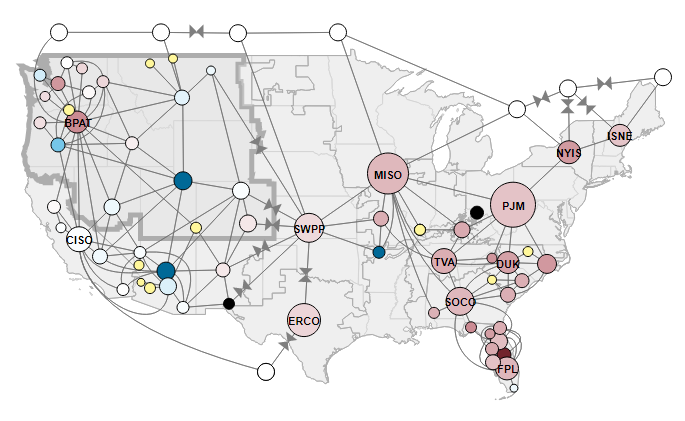 BPAT
ISNE
NYIS
MISO
PJM
SWPP
CISO
TVA
DUK
SOCO
ERCO
FPL